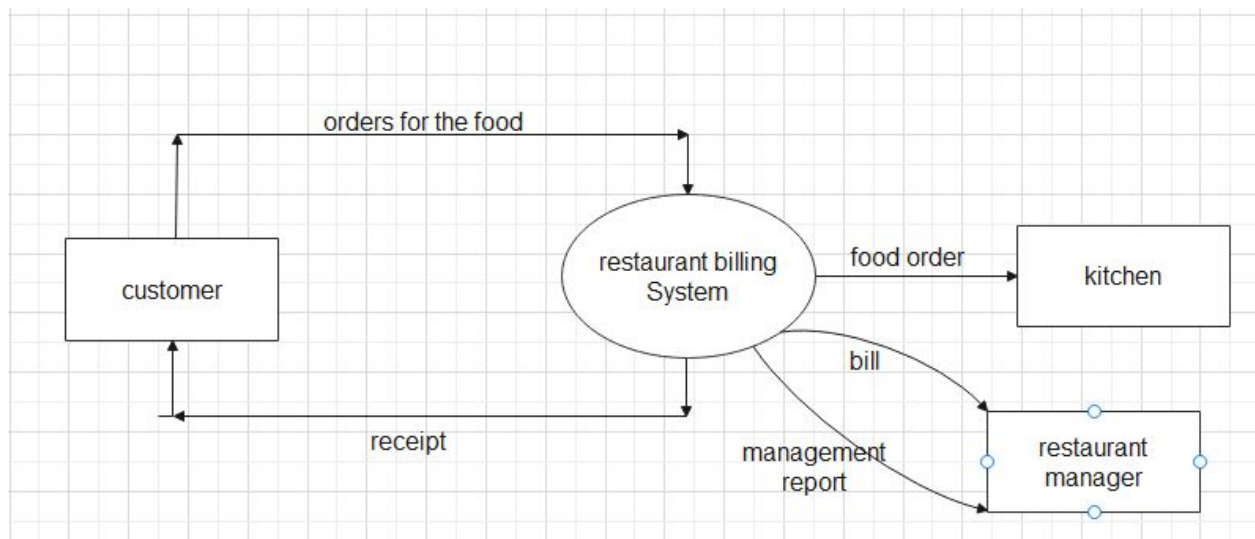 orders for the food
restaurant billing
System
food order
kitchen
customer
bill
receipt
management
report
restaurant
manager